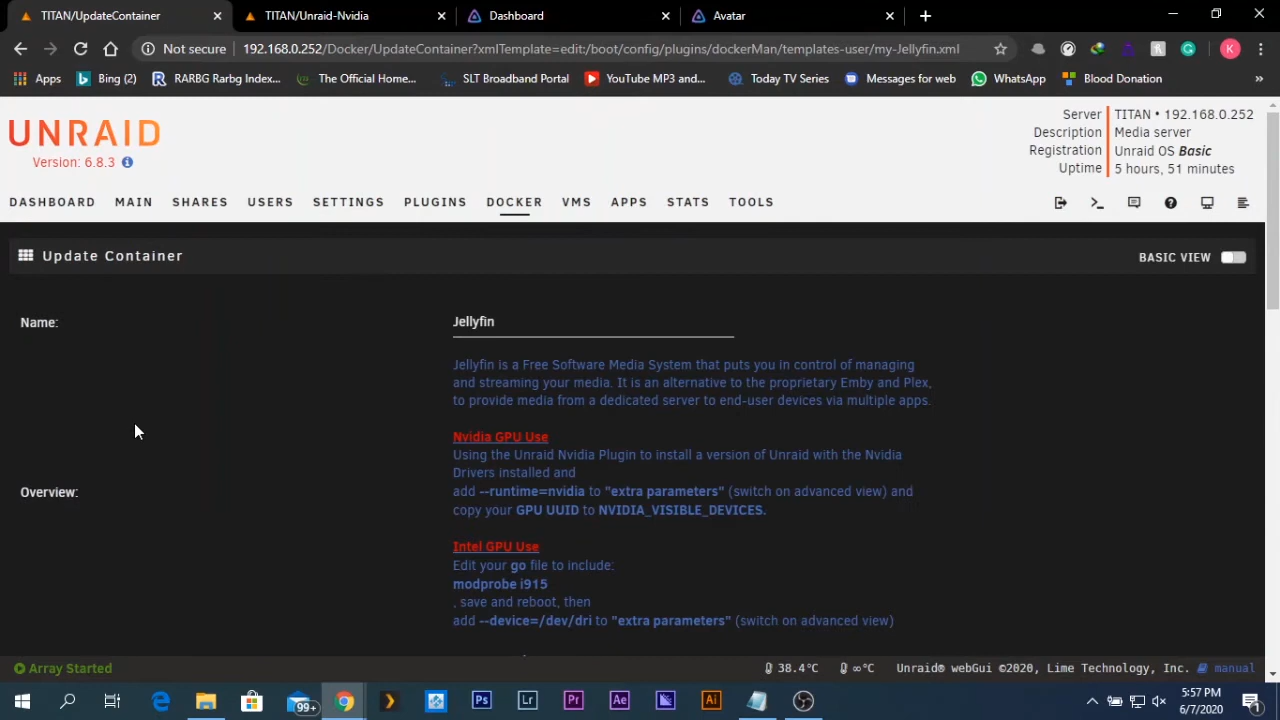 TITAN/UpdateContainer
TITAN/Unraid-Nvidia
Dashboard
Avatar
Not secure
192.168.0.252/Docker/UpdateContainer?xmlTemplate=edit:/boot/config/plugins/dockerMan/templates-user/my-Jellyfin.xml
K
Apps
Bing (2)
RARBG Rarbg Index...
The Official Home...
SLT Broadband Portal
YouTube MP3 and...
Today TV Series
Messages for web
WhatsApp
Blood Donation
»
UNRAID
Version: 6.8.3
Server TITAN • 192.168.0.252
Description Media server
Registration Unraid OS Basic
Uptime 5 hours, 51 minutes
DASHBOARD MAIN SHARES USERS SETTINGS PLUGINS DOCKER VMS APPS STATS TOOLS
Update Container
BASIC VIEW
Name:
Jellyfin
Jellyfin is a Free Software Media System that puts you in control of managing
and streaming your media. It is an alternative to the proprietary Emby and Plex,
to provide media from a dedicated server to end-user devices via multiple apps.
Nvidia GPU Use
Using the Unraid Nvidia Plugin to install a version of Unraid with the Nvidia
Drivers installed and
Overview:
add --runtime=nvidia to "extra parameters" (switch on advanced view) and
copy your GPU UUID to NVIDIA_VISIBLE_DEVICES.
Intel GPU Use
Edit your go file to include:
modprobe i915
, save and reboot, then
add --device=/dev/dri to "extra parameters" (switch on advanced view)
Array Started
38.4°C
∞°C
Unraid® webGui ©2020, Lime Technology, Inc.
manual
99+
Ps
Lr
Pr
Ae
Ai
5:57 PM
6/7/2020
1